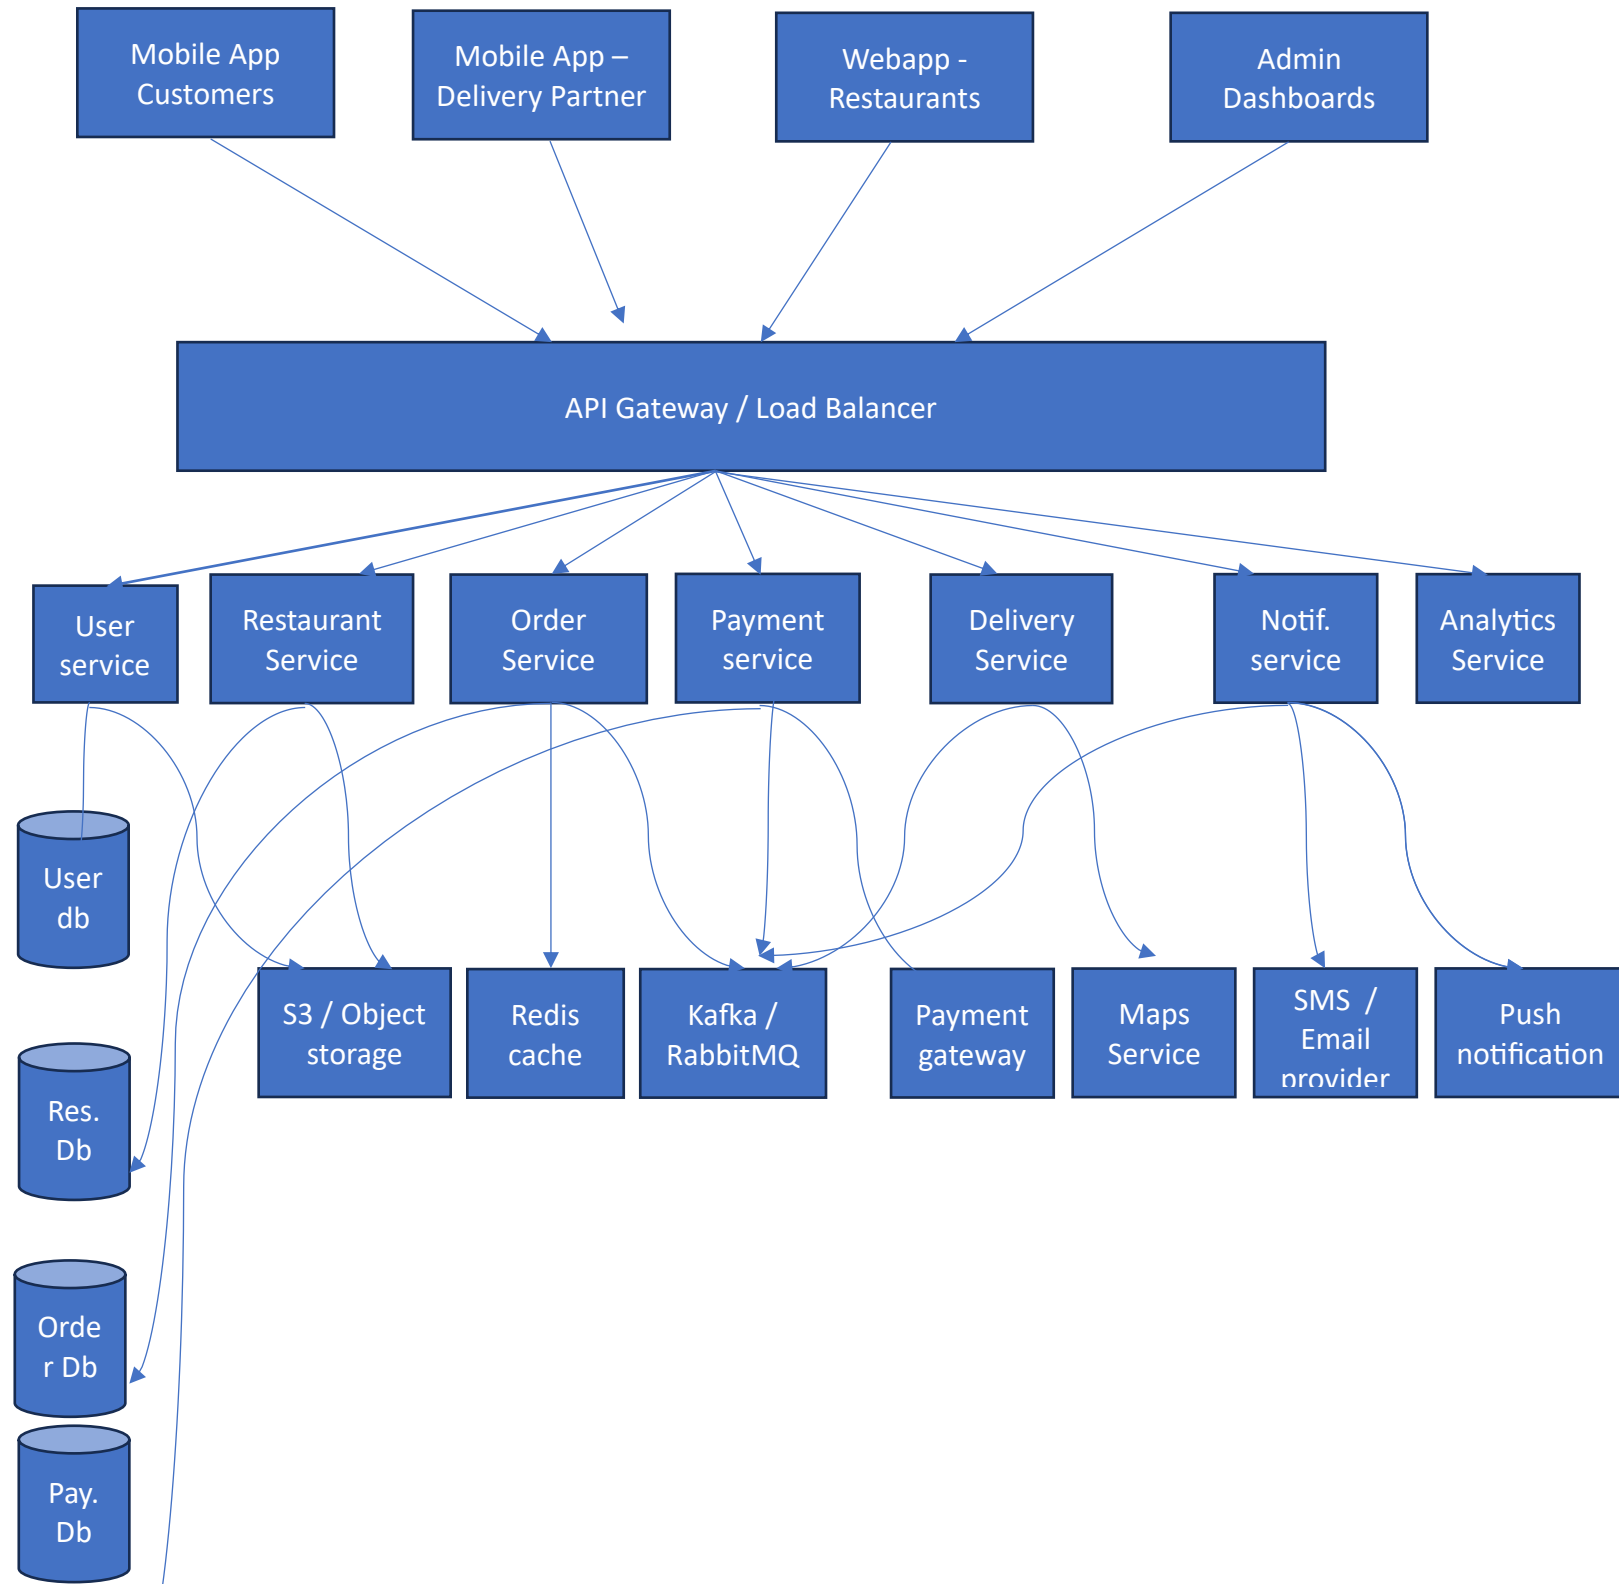 Mobile App
Customers
Mobile App –
Delivery Partner
Webapp -
Restaurants
Admin
Dashboards
API Gateway / Load Balancer
User
service
Restaurant
Service
Order
Service
Payment
service
Delivery
Service
Notif.
service
Analytics
Service
User
db
S3 / Object
storage
Redis
cache
Kafka /
RabbitMQ
Payment
gateway
Maps
Service
SMS /
Email
provider
Push
notification
Res.
Db
Orde
r Db
Pay.
Db